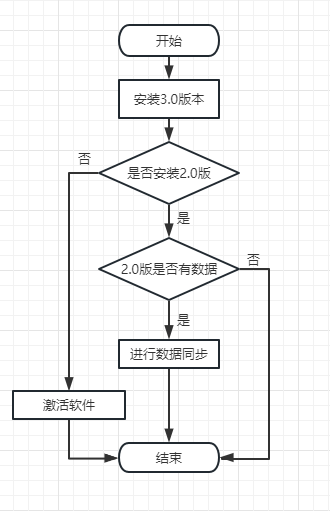 开始
安装3.0版本
是否安装2.0版
否
是
2.0版是否有数据
否
是
进行数据同步
激活软件
结束